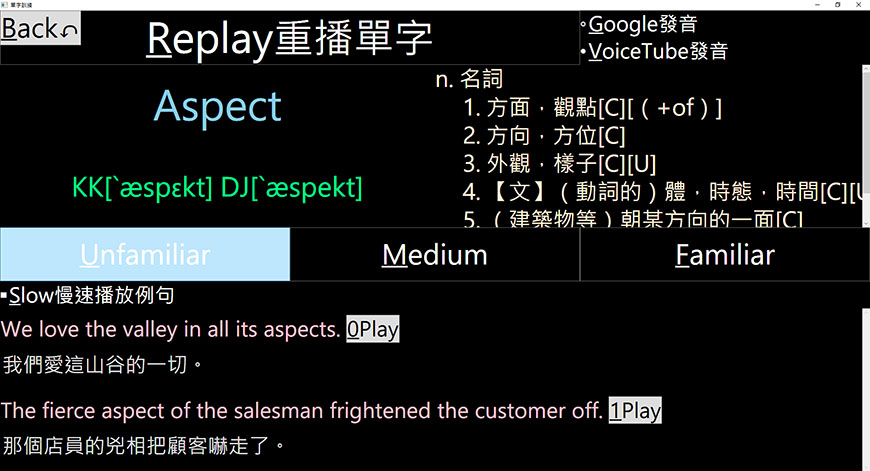 單字訓練
Back↶
Replay重播單字
Google發音
VoiceTube發音
Aspect
KK[ˋæspɛkt] DJ[ˋæspekt]
n. 名詞
1. 方面，觀點[C][（+of）]
2. 方向，方位[C]
3. 外觀，樣子[C][U]
4. 【文】（動詞的）體，時態，時間[C][U
5. （建築物等）朝某方向的一面[C]
Unfamiliar
Medium
Familiar
Slow慢速播放例句
We love the valley in all its aspects. 0Play
我們愛這山谷的一切。
The fierce aspect of the salesman frightened the customer off. 1Play
那個店員的兇相把顧客嚇走了。